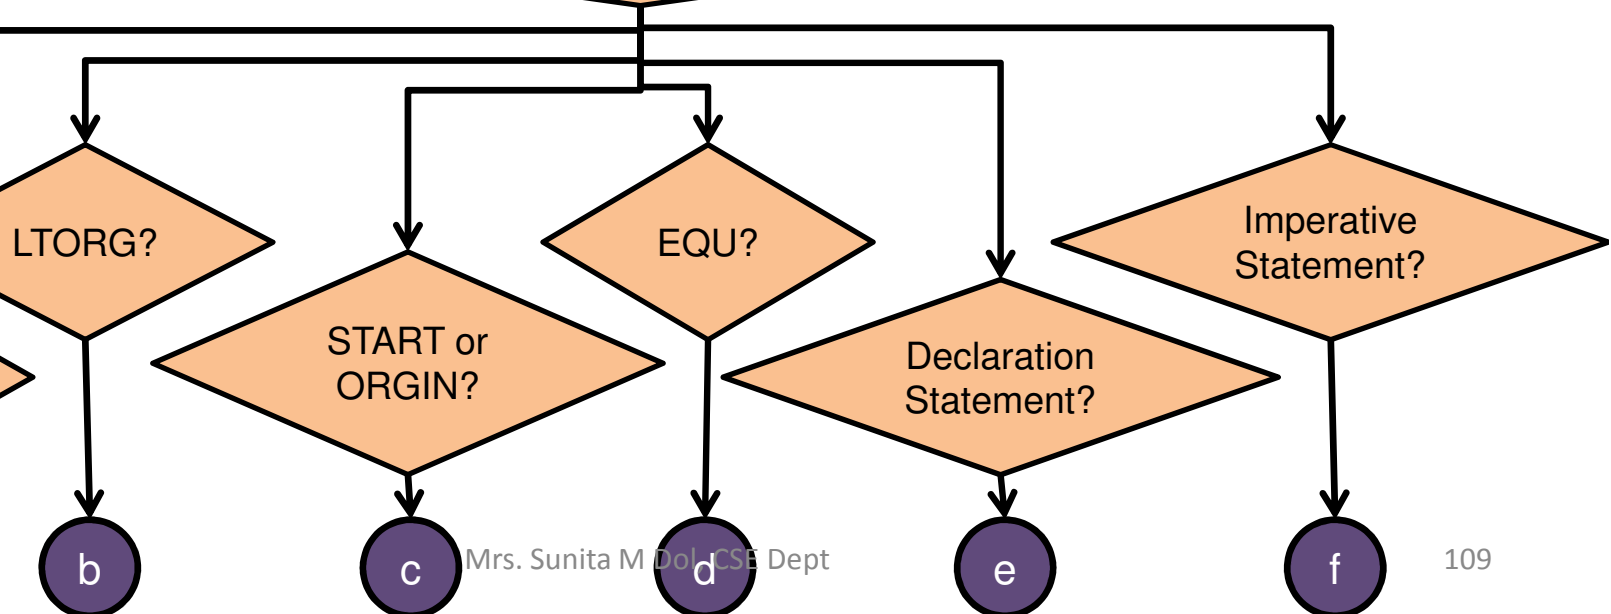 LTORG?
START or
ORGIN?
EQU?
Declaration
Statement?
Imperative
Statement?
b
c
d
e
f
Mrs. Sunita M Dol, CSE Dept
109